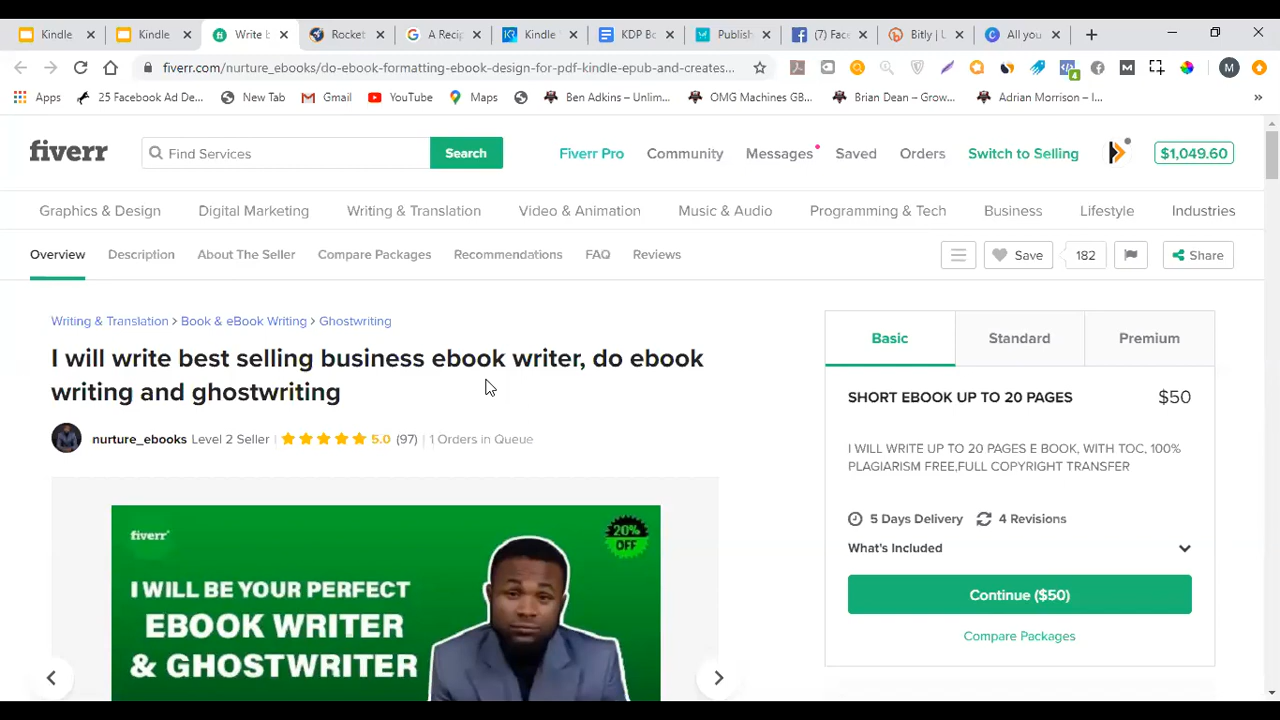 Kindle
Kindle
Write b
Rocket
A Recip
Kindle
KDP Bo
Publish
(7) Face
Bitly | L
All you
fiverr.com/nurture_ebooks/do-ebook-formatting-ebook-design-for-pdf-kindle-epub-and-creates...
4
M
Apps
25 Facebook Ad De...
New Tab
Gmail
YouTube
Maps
Ben Adkins – Unlim...
OMG Machines GB...
Brian Dean – Grow...
Adrian Morrison – I...
»
fiverr
Find Services
Search
Fiverr Pro
Community
Messages
Saved
Orders
Switch to Selling
$1,049.60
Graphics & Design
Digital Marketing
Writing & Translation
Video & Animation
Music & Audio
Programming & Tech
Business
Lifestyle
Industries
Overview
Description
About The Seller
Compare Packages
Recommendations
FAQ
Reviews
Save
182
Share
Writing & Translation > Book & eBook Writing > Ghostwriting
I will write best selling business ebook writer, do ebook
writing and ghostwriting
nurture_ebooks Level 2 Seller | 5.0 (97) | 1 Orders in Queue
fiverr
20%
OFF
I WILL BE YOUR PERFECT
EBOOK WRITER
& GHOSTWRITER
Basic
Standard
Premium
SHORT EBOOK UP TO 20 PAGES
$50
I WILL WRITE UP TO 20 PAGES E BOOK, WITH TOC, 100%
PLAGIARISM FREE,FULL COPYRIGHT TRANSFER
5 Days Delivery
4 Revisions
What's Included
Continue ($50)
Compare Packages